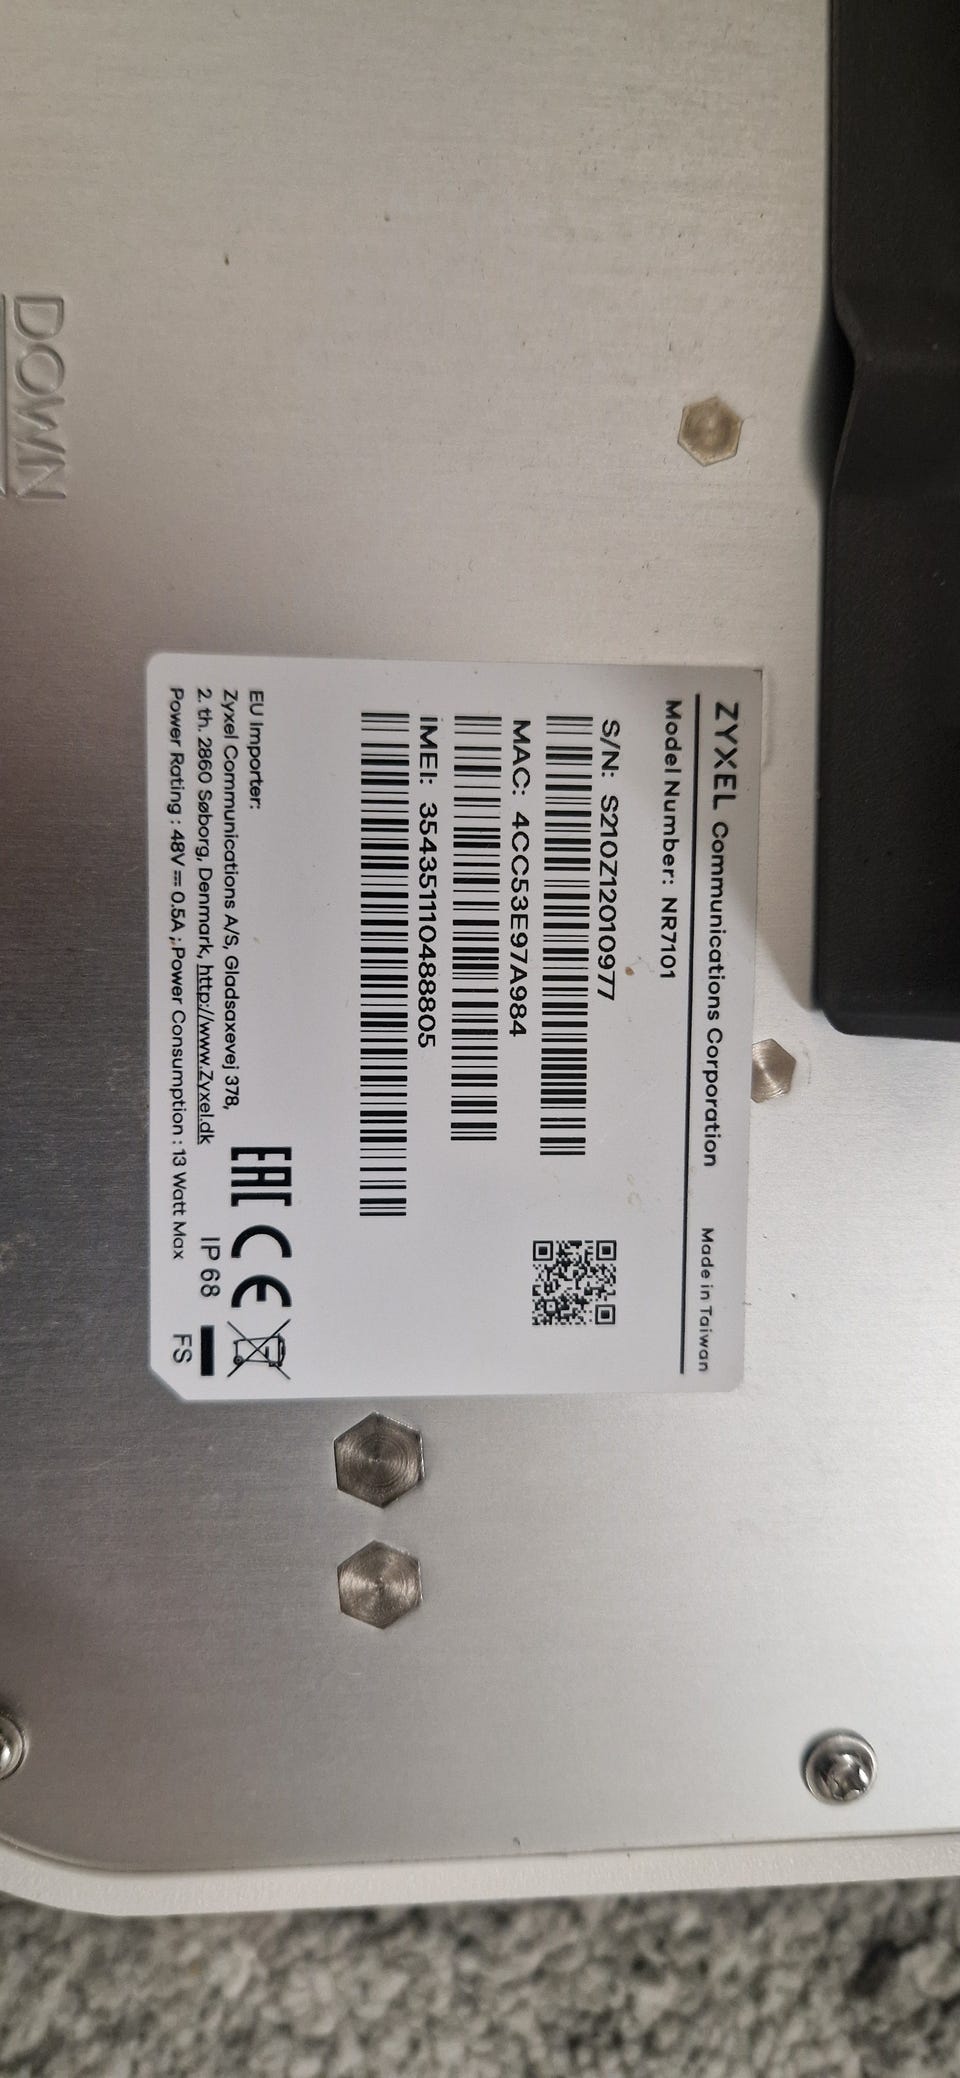 ZYXEL Communications Corporation Made in Taiwan
Model Number: NR7101
S/N: S210Z12010977
MAC: 4CC53E97A984
IMEI: 354351110488805
EU Importer:
Zyxel Communications A/S, Gladsaxevej 378,
2. th. 2860 Søborg, Denmark, http://www.Zyxel.dk
Power Rating : 48V ⎓ 0.5A ; Power Consumption : 13 Watt Max
EAC CE
IP 68
FS
DOWN